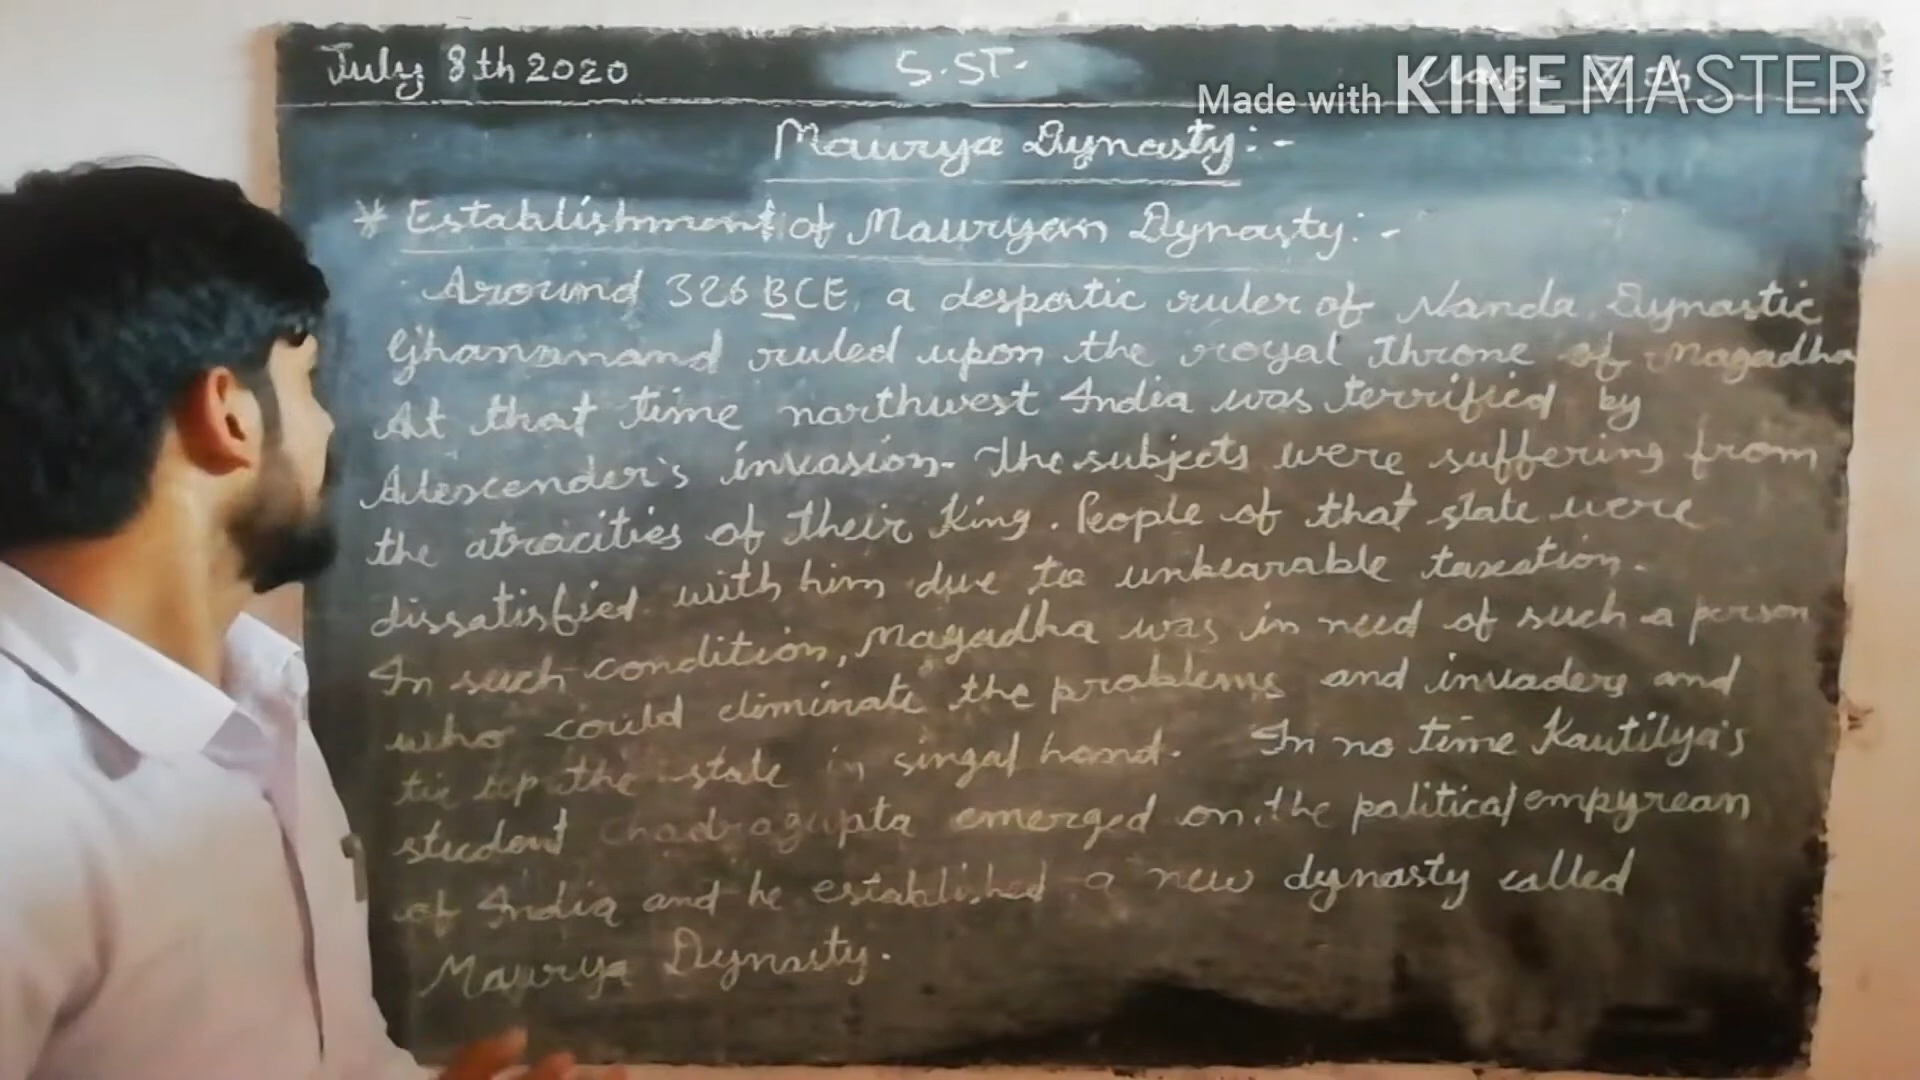 July 8th 2020 S.ST. Class-
Made with KINEMASTER
Maurya Dynasty:-
* Establishment of Mauryan Dynasty:-
Around 326 BCE, a despotic ruler of Nanda Dynastic
Ghananand ruled upon the royal throne of Magadha
At that time northwest India was terrified by
Alexcender's invasion. The subjects were suffering from
the atrocities of their King. People of that state were
dissatisfied with him due to unbearable taxation.
In such condition, Magadha was in need of such a person
who could eliminate the problems and invaders and
tie up the state in singal hand. In no time Kautilya's
student Chadragupta emerged on the political empyrean
of India and he established a new dynasty called
Maurya Dynasty.